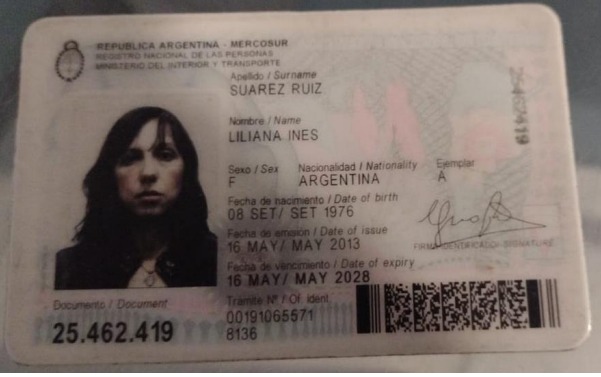 REPUBLICA ARGENTINA - MERCOSUR
REGISTRO NACIONAL DE LAS PERSONAS
MINISTERIO DEL INTERIOR Y TRANSPORTE
Apellido / Surname
SUAREZ RUIZ
Nombre / Name
LILIANA INES
Sexo / Sex Nacionalidad / Nationality Ejemplar
F ARGENTINA A
Fecha de nacimiento / Date of birth
08 SET/ SET 1976
Fecha de emisión / Date of issue
16 MAY/ MAY 2013
FIRMA IDENTIFICADO/ SIGNATURE
Fecha de vencimiento / Date of expiry
16 MAY/ MAY 2028
Documento / Document
25.462.419
Trámite Nº / Of. Ident.
00191065571
8136
25462419